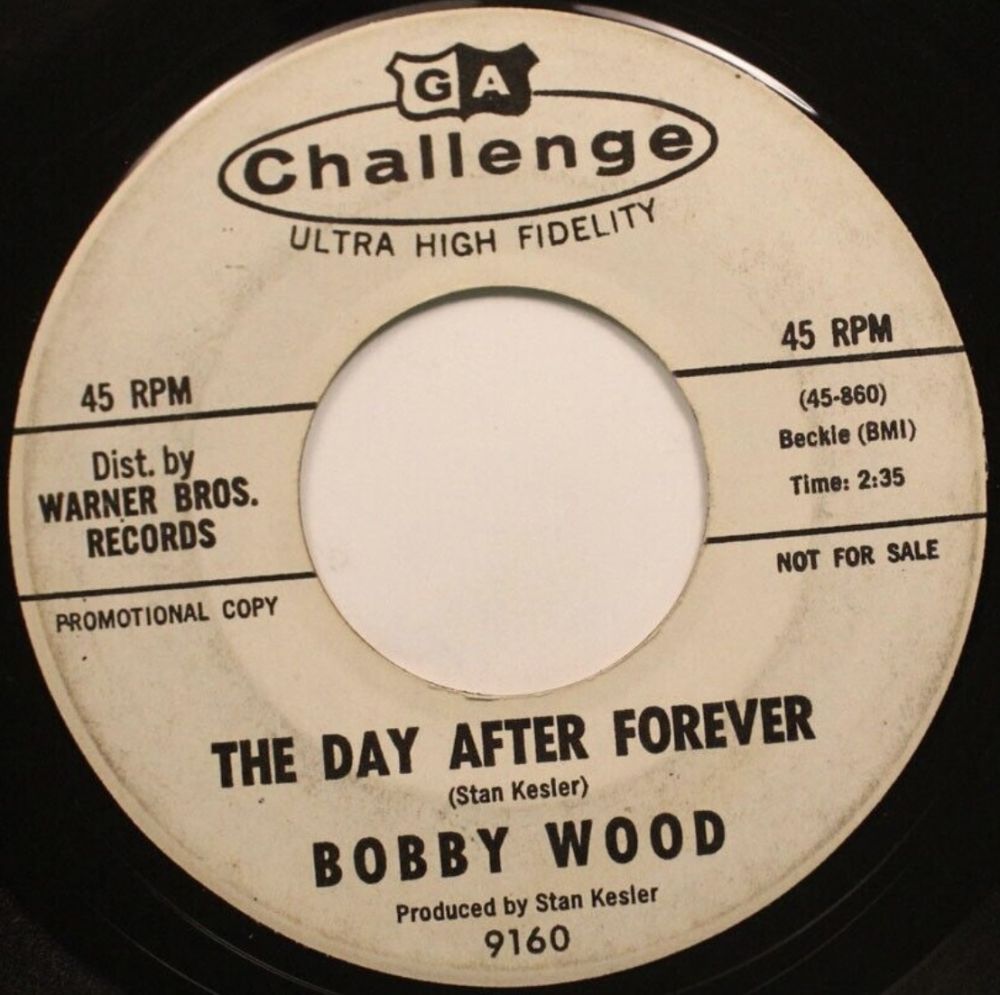 GA
Challenge
ULTRA HIGH FIDELITY
45 RPM
Dist. by
WARNER BROS.
RECORDS
PROMOTIONAL COPY
45 RPM
(45-860)
Beckie (BMI)
Time: 2:35
NOT FOR SALE
THE DAY AFTER FOREVER
(Stan Kesler)
BOBBY WOOD
Produced by Stan Kesler
9160